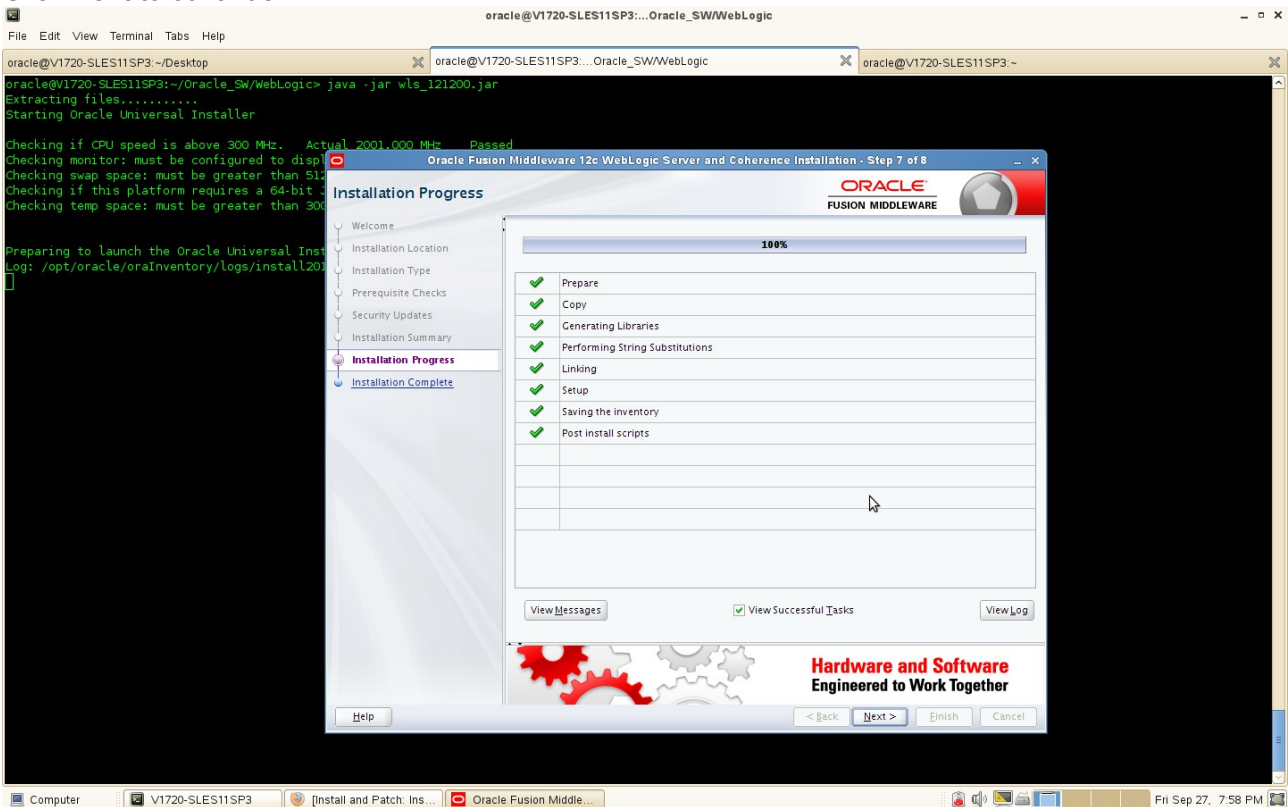 oracle@V1720-SLES11SP3:...Oracle_SW/WebLogic
File Edit View Terminal Tabs Help
oracle@V1720-SLES11SP3:~/Desktop
oracle@V1720-SLES11SP3:...Oracle_SW/WebLogic
oracle@V1720-SLES11SP3:~
oracle@V1720-SLES11SP3:~/Oracle_SW/WebLogic> java -jar wls_121200.jar
Extracting files...........
Starting Oracle Universal Installer
Checking if CPU speed is above 300 MHz. Actual 2001.000 MHz Passed
Checking monitor: must be configured to displ
Checking swap space: must be greater than 512
Checking if this platform requires a 64-bit J
Checking temp space: must be greater than 300
Preparing to launch the Oracle Universal Inst
Log: /opt/oracle/oraInventory/logs/install201
Oracle Fusion Middleware 12c WebLogic Server and Coherence Installation - Step 7 of 8
Installation Progress
ORACLE
FUSION MIDDLEWARE
Welcome
Installation Location
Installation Type
Prerequisite Checks
Security Updates
Installation Summary
Installation Progress
Installation Complete
100%
Prepare
Copy
Generating Libraries
Performing String Substitutions
Linking
Setup
Saving the inventory
Post install scripts
View Messages
View Successful Tasks
View Log
Hardware and Software
Engineered to Work Together
Help
< Back
Next >
Finish
Cancel
Computer
V1720-SLES11SP3
[Install and Patch: Ins...
Oracle Fusion Middle...
Fri Sep 27, 7:58 PM